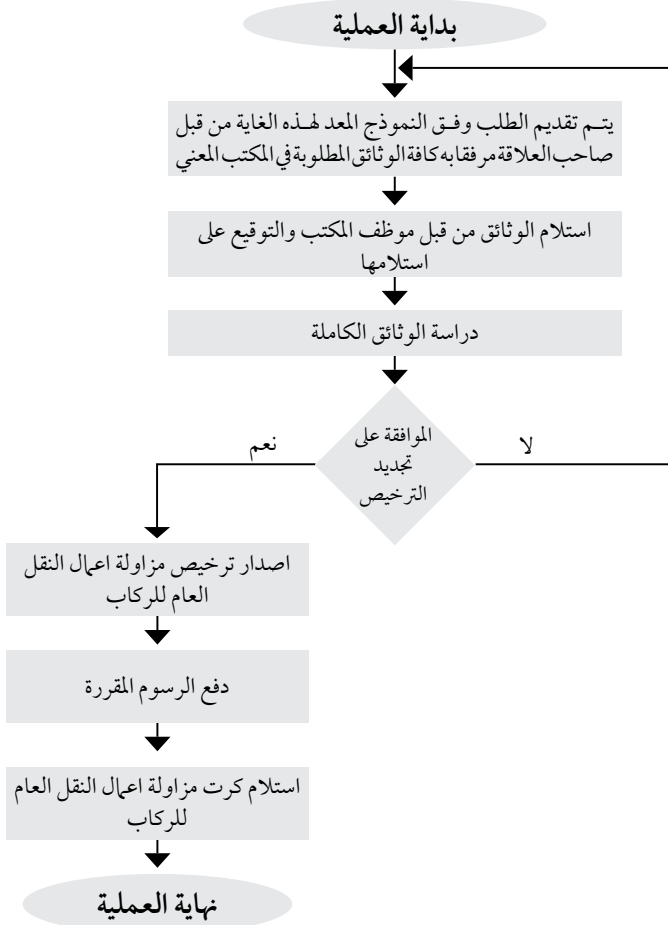 بداية العملية
يتم تقديم الطلب وفق النموذج المعد لهذه الغاية من قبل
صاحب العلاقة مرفقا به كافة الوثائق المطلوبة في المكتب المعني
استلام الوثائق من قبل موظف المكتب والتوقيع على
استلامها
دراسة الوثائق الكاملة
الموافقة على
تجديد
الترخيص
نعم
لا
اصدار ترخيص مزاولة اعمال النقل
العام للركاب
دفع الرسوم المقررة
استلام كرت مزاولة اعمال النقل العام
للركاب
نهاية العملية